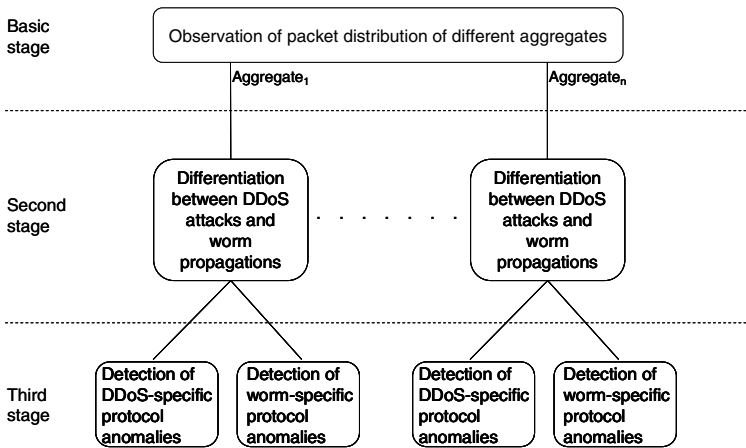 Basic
stage
Observation of packet distribution of different aggregates
Aggregate₁
Aggregateₙ
Second
stage
Differentiation
between DDoS
attacks and
worm
propagations
. . . . . . .
Differentiation
between DDoS
attacks and
worm
propagations
Third
stage
Detection of
DDoS-specific
protocol
anomalies
Detection of
worm-specific
protocol
anomalies
Detection of
DDoS-specific
protocol
anomalies
Detection of
worm-specific
protocol
anomalies